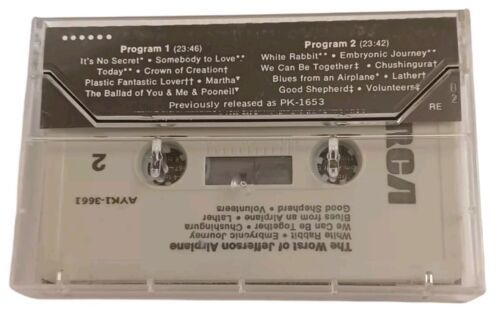 Program 1 (23:46)
It's No Secret* • Somebody to Love**
Today** • Crown of Creation‡
Plastic Fantastic Lover†† • Martha▼
The Ballad of You & Me & Pooneil▼
Program 2 (23:42)
White Rabbit** • Embryonic Journey**
We Can Be Together‡ • Chushingura†
Blues from an Airplane* • Lather†
Good Shepherd‡ • Volunteers‡
Previously released as PK-1653
RE
2
AYK1-3661
RCA
The Worst of Jefferson Airplane
White Rabbit • Embryonic Journey
We Can Be Together • Chushingura
Blues from an Airplane • Lather
Good Shepherd • Volunteers